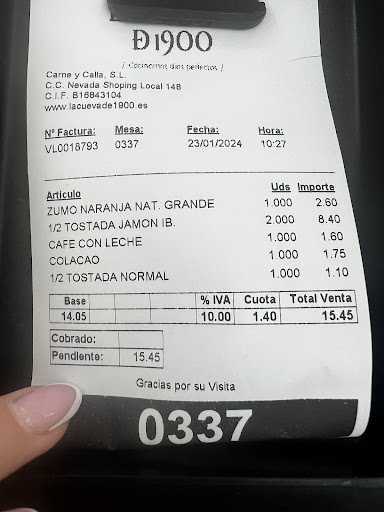 Đ1900
/ Cocinamos días perfectos /
Carne y Calla, S.L.
C.C. Nevada Shoping Local 148
C.I.F. B16843104
www.lacuevade1900.es
Nº Factura: Mesa: Fecha: Hora:
VL0018793 0337 23/01/2024 10:27
Artículo Uds Importe
ZUMO NARANJA NAT. GRANDE 1.000 2.60
1/2 TOSTADA JAMON IB. 2.000 8.40
CAFE CON LECHE 1.000 1.60
COLACAO 1.000 1.75
1/2 TOSTADA NORMAL 1.000 1.10
Base % IVA Cuota Total Venta
14.05 10.00 1.40 15.45
Cobrado:
Pendiente: 15.45
Gracias por su Visita
0337